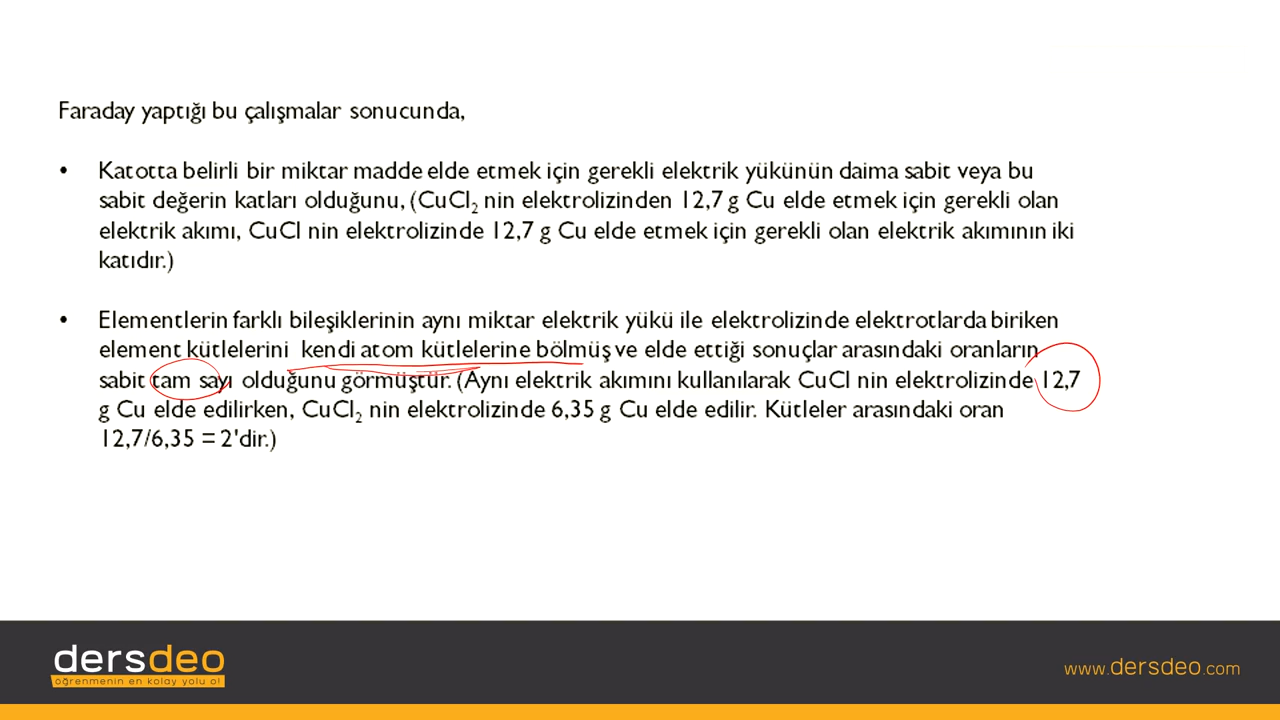 Faraday yaptığı bu çalışmalar sonucunda,
• Katotta belirli bir miktar madde elde etmek için gerekli elektrik yükünün daima sabit veya bu
sabit değerin katları olduğunu, (CuCl₂ nin elektrolizinden 12,7 g Cu elde etmek için gerekli olan
elektrik akımı, CuCl nin elektrolizinde 12,7 g Cu elde etmek için gerekli olan elektrik akımının iki
katıdır.)
• Elementlerin farklı bileşiklerinin aynı miktar elektrik yükü ile elektrolizinde elektrotlarda biriken
element kütlelerini kendi atom kütlelerine bölmüş ve elde ettiği sonuçlar arasındaki oranların
sabit tam sayı olduğunu görmüştür. (Aynı elektrik akımını kullanılarak CuCl nin elektrolizinde 12,7
g Cu elde edilirken, CuCl₂ nin elektrolizinde 6,35 g Cu elde edilir. Kütleler arasındaki oran
12,7/6,35 = 2'dir.)
dersdeo
öğrenmenin en kolay yolu o!
www.dersdeo.com